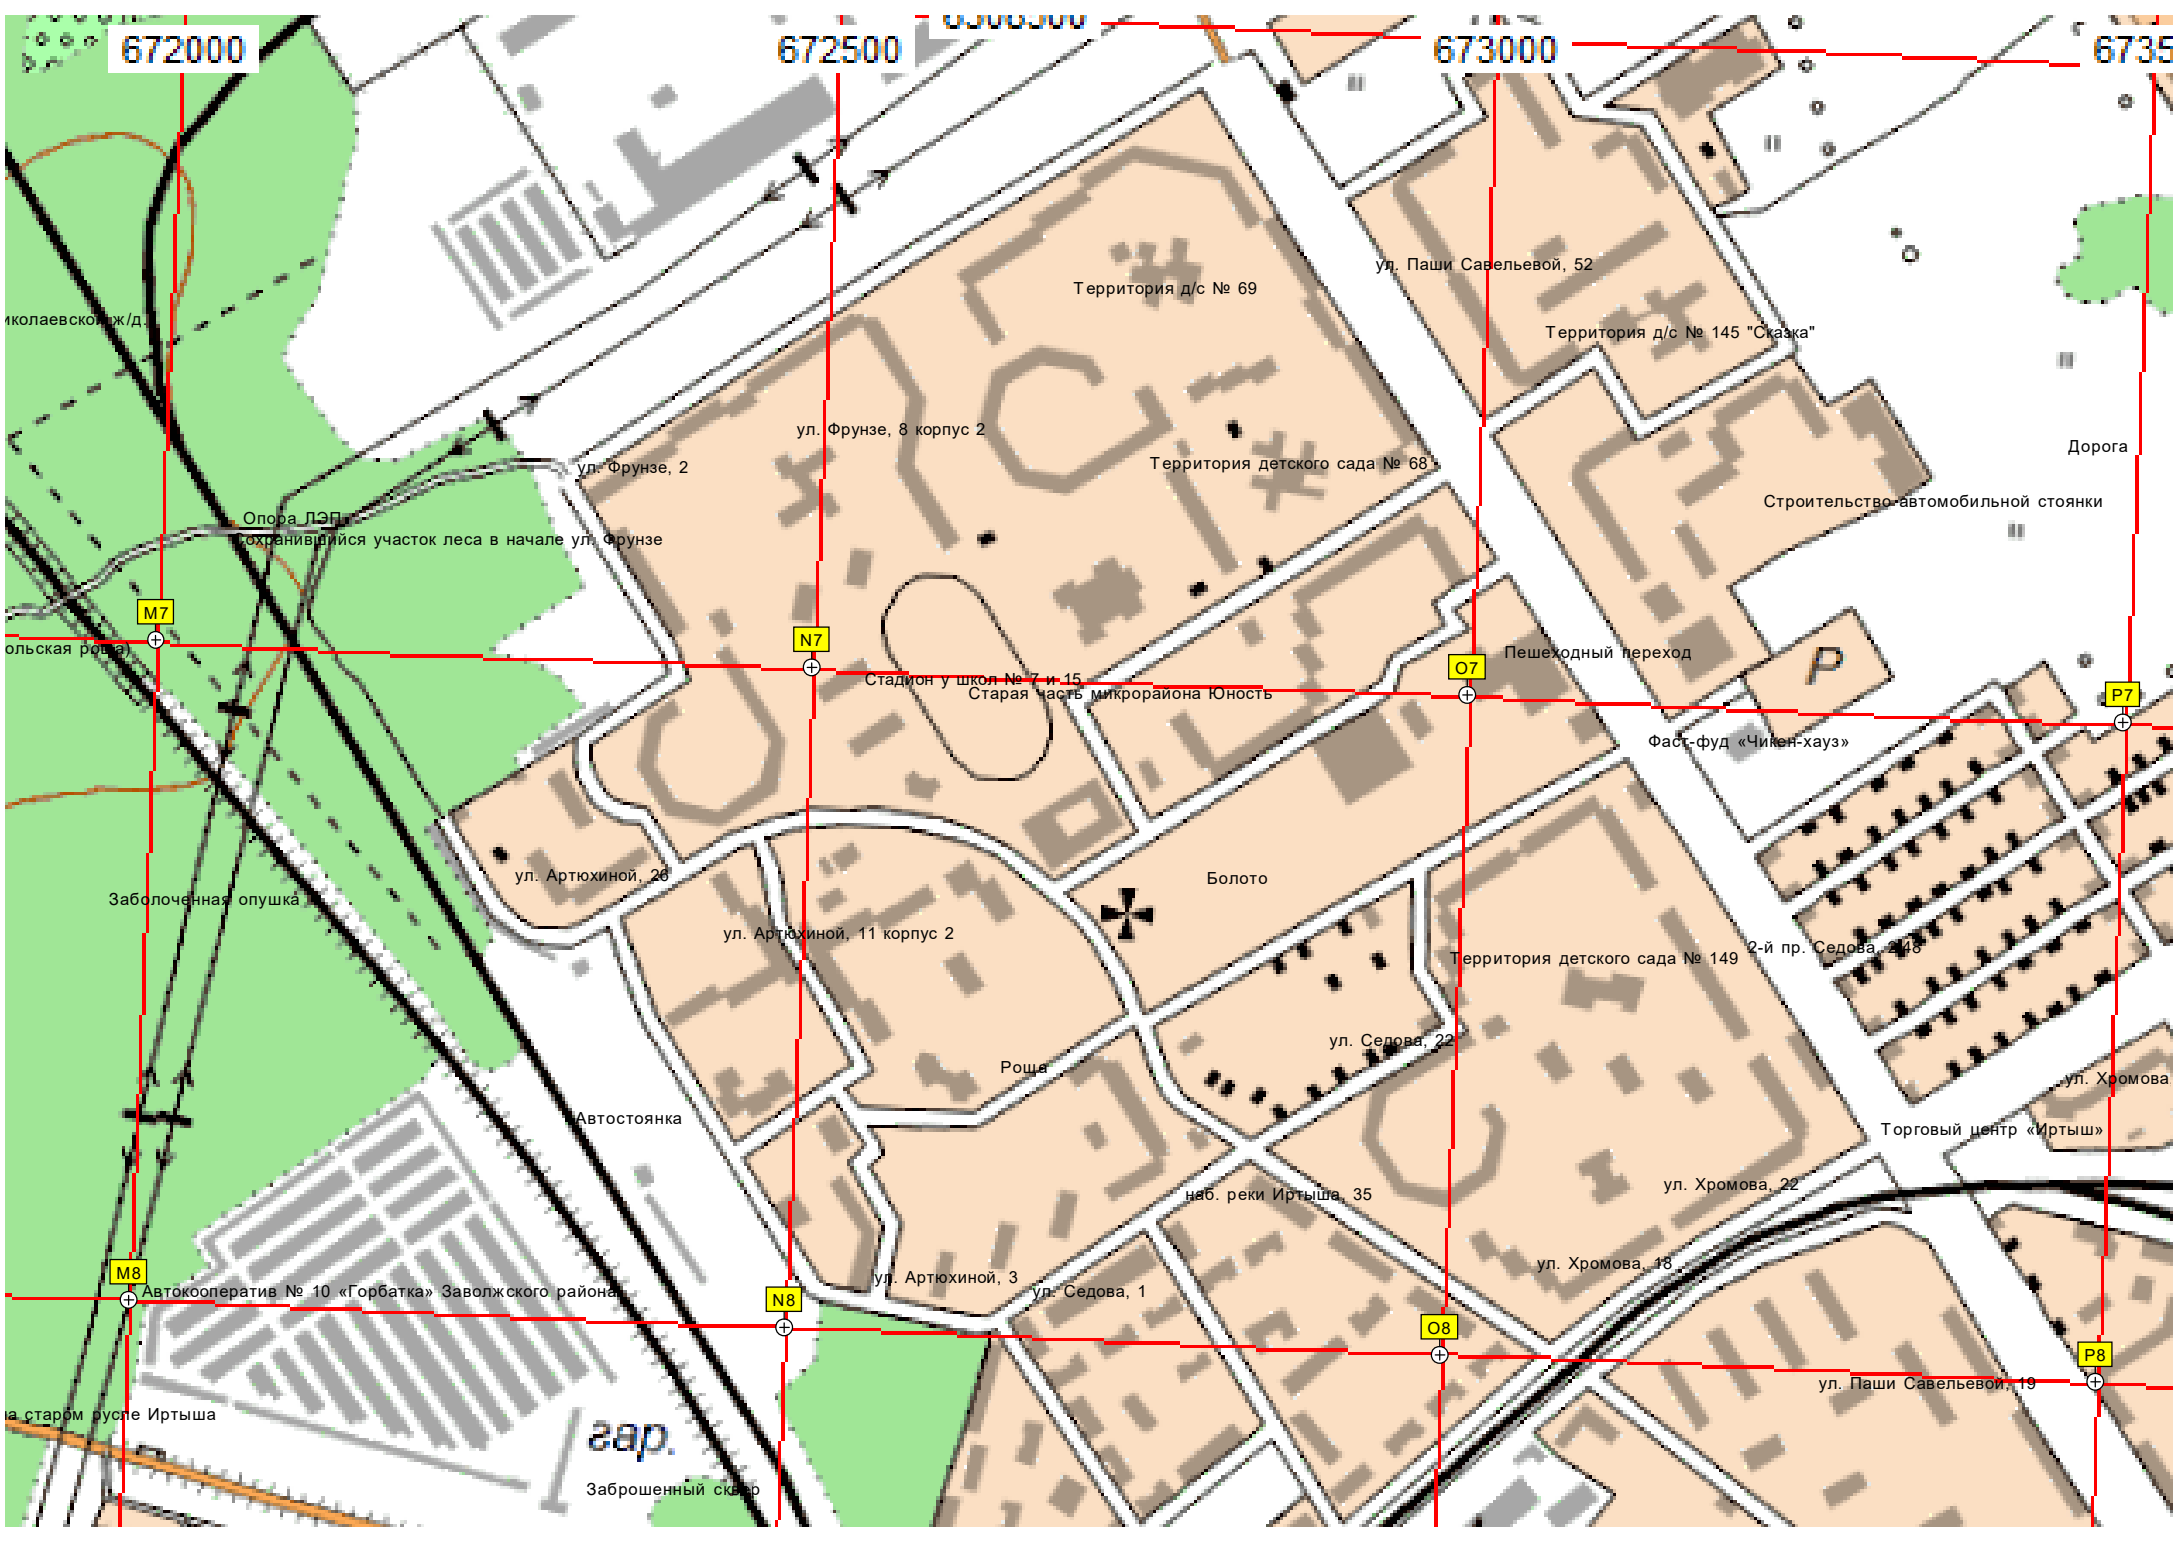 672000
672500
673000
ул. Паши Савельевой, 52
Территория д/с № 69
Территория д/с № 145 "Сказка"
ул. Фрунзе, 8 корпус 2
Дорога
ул. Фрунзе, 2
Территория детского сада № 68
Строительство автомобильной стоянки
Опора ЛЭП
Сохранившийся участок леса в начале ул. Фрунзе
M7
N7
O7
P7
Пешеходный переход
P
Стадион у школ № 7 и 15
Старая часть микрорайона Юность
Фаст-фуд «Чикен-хауз»
ул. Артюхиной, 26
Болото
Заболоченная опушка
ул. Артюхиной, 11 корпус 2
Территория детского сада № 149
2-й пр. Седова, 2/48
ул. Седова, 22
Роща
ул. Хромова
Автостоянка
Торговый центр «Иртыш»
наб. реки Иртыша, 35
ул. Хромова, 22
ул. Хромова, 18
M8
Автокооператив № 10 «Горбатка» Заволжского района
N8
ул. Артюхиной, 3
ул. Седова, 1
O8
P8
ул. Паши Савельевой, 19
на старом русле Иртыша
гар.
Заброшенный сквер